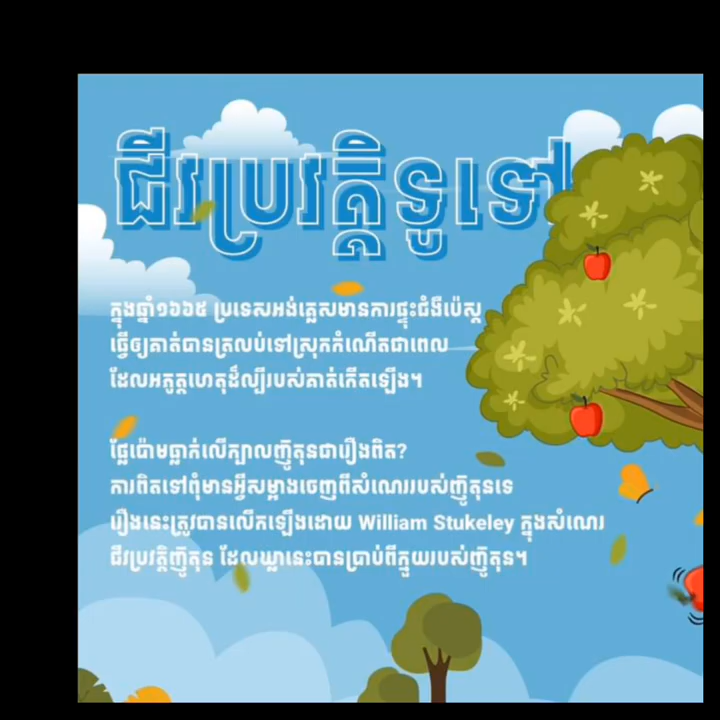 ជីវប្រវត្តិទូទៅ
ក្នុងឆ្នាំ១៦៦៥ ប្រទេសអង់គ្លេសមានការផ្ទុះជំងឺប៉េស្ត
ធ្វើឲ្យគាត់បានត្រលប់ទៅស្រុកកំណើតជាពេល
ដែលអភូតហេតុដ៏ល្បីរបស់គាត់កើតឡើង។
ផ្លែប៉ោមធ្លាក់លើក្បាលញ៉ូតុនជារឿងពិត?
ការពិតទៅពុំមានអ្វីសម្អាងចេញពីសំណេររបស់ញ៉ូតុនទេ
រឿងនេះត្រូវបានលើកឡើងដោយ William Stukeley ក្នុងសំណេរ
ជីវប្រវត្តិញ៉ូតុន ដែលឃ្លានេះបានប្រាប់ពីក្មួយរបស់ញ៉ូតុន។